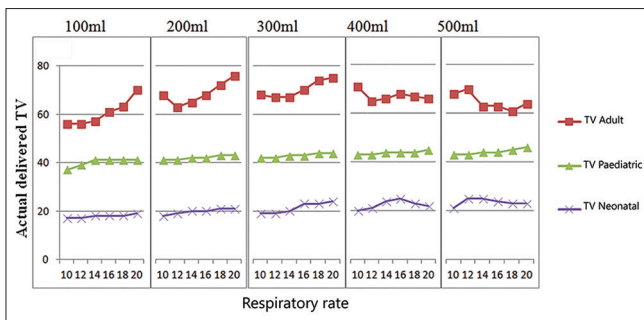 100ml 200ml 300ml 400ml 500ml
80
60
40
20
0
Actual delivered TV
10 12 14 16 18 20 10 12 14 16 18 20 10 12 14 16 18 20 10 12 14 16 18 20 10 12 14 16 18 20
Respiratory rate
TV Adult
TV Paediatric
TV Neonatal